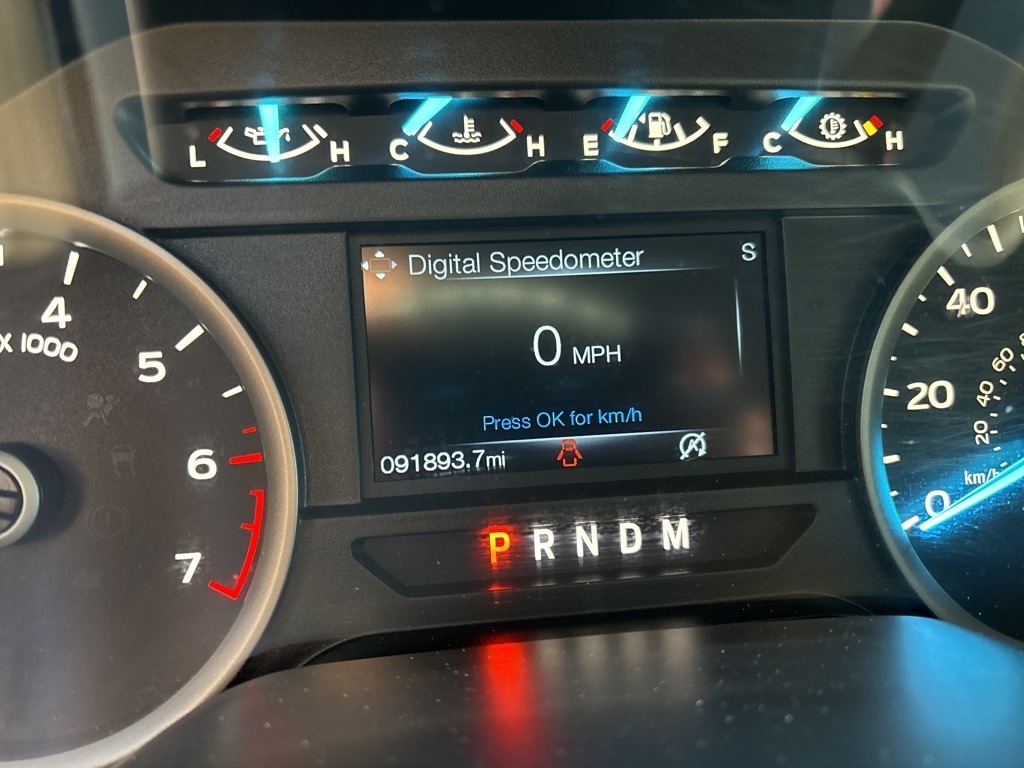 L H C H E F C H
Digital Speedometer S
0 MPH
Press OK for km/h
091893.7mi
P R N D M
4
x 1000
5
6
7
40
20
0
60
40
20
km/h